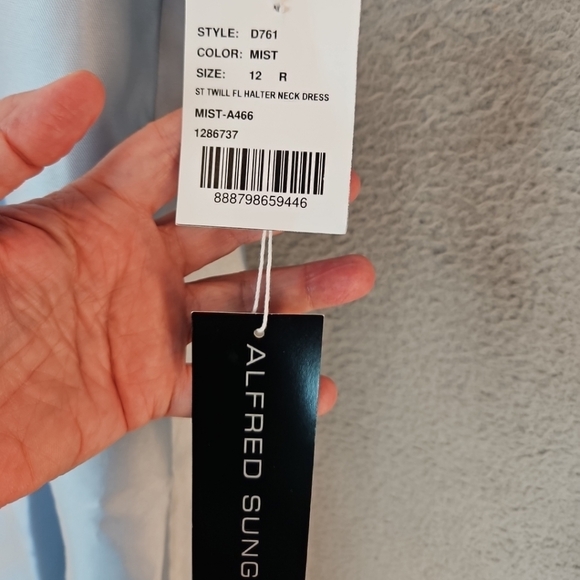 STYLE: D761
COLOR: MIST
SIZE: 12 R
ST TWILL FL HALTER NECK DRESS
MIST-A466
1286737
888798659446
ALFRED SUNG